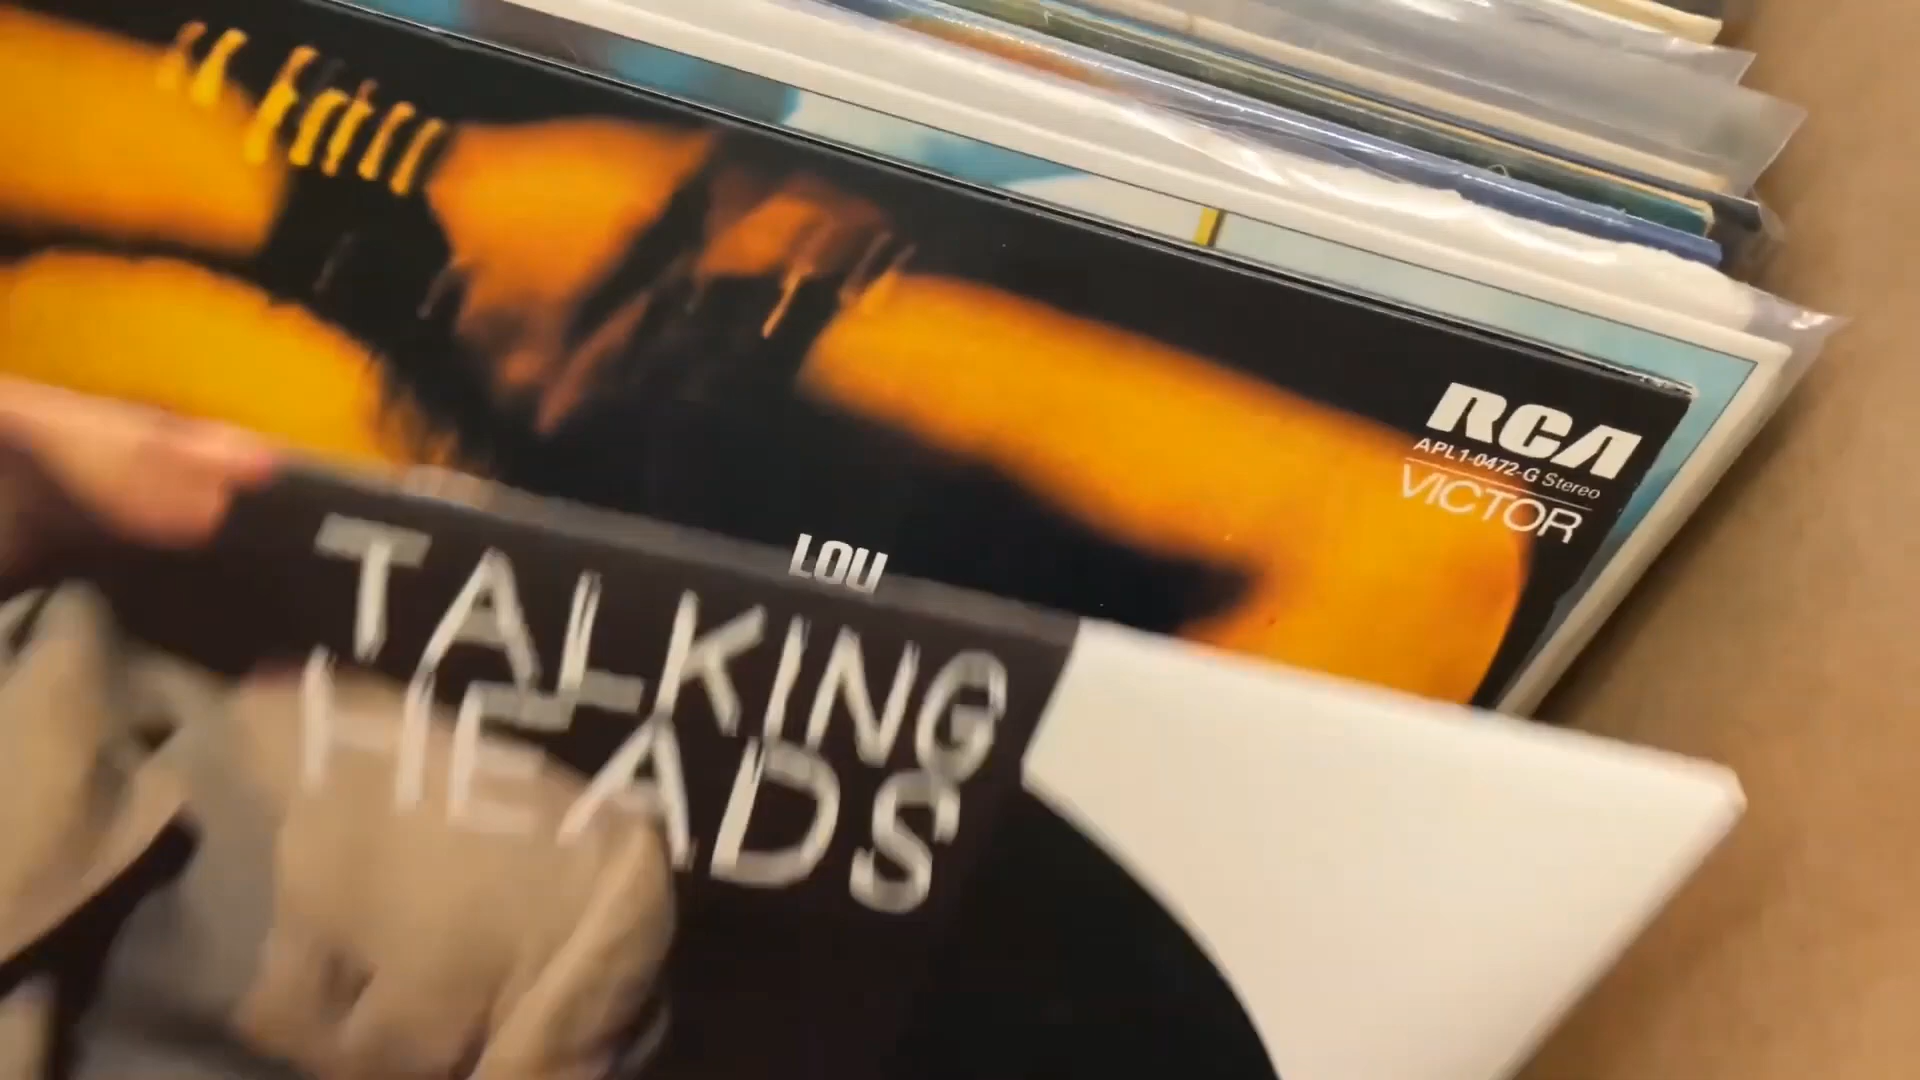 RCA
APL1-0472-G Stereo
VICTOR
LOU
TALKING
HEADS